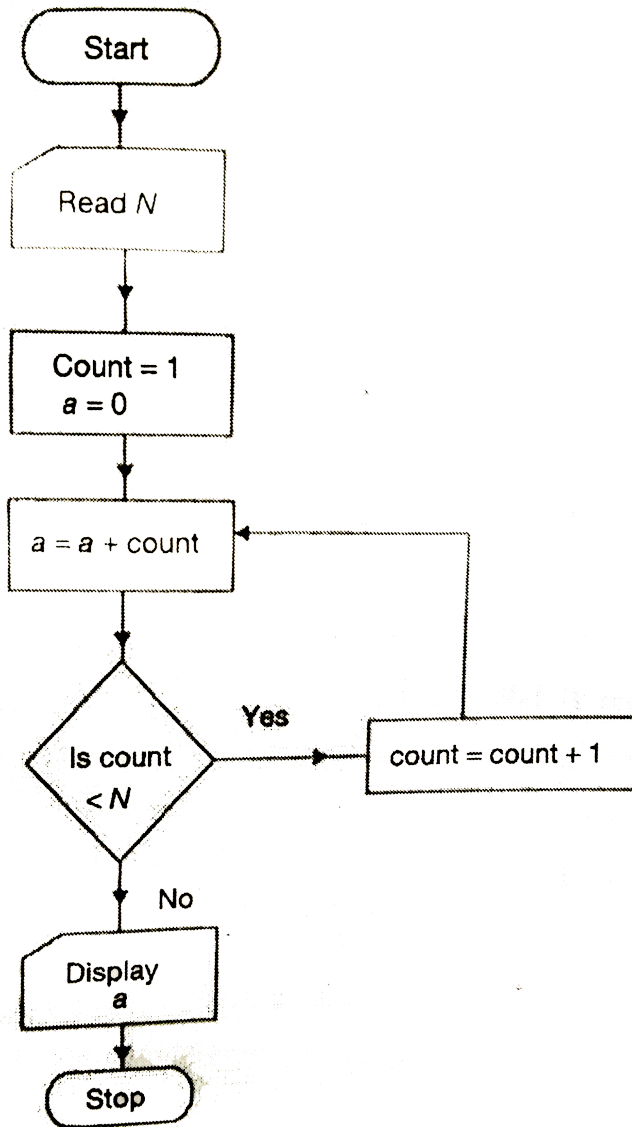 Start
Read N
Count = 1
a = 0
a = a + count
Is count
< N
Yes
count = count + 1
No
Display
a
Stop